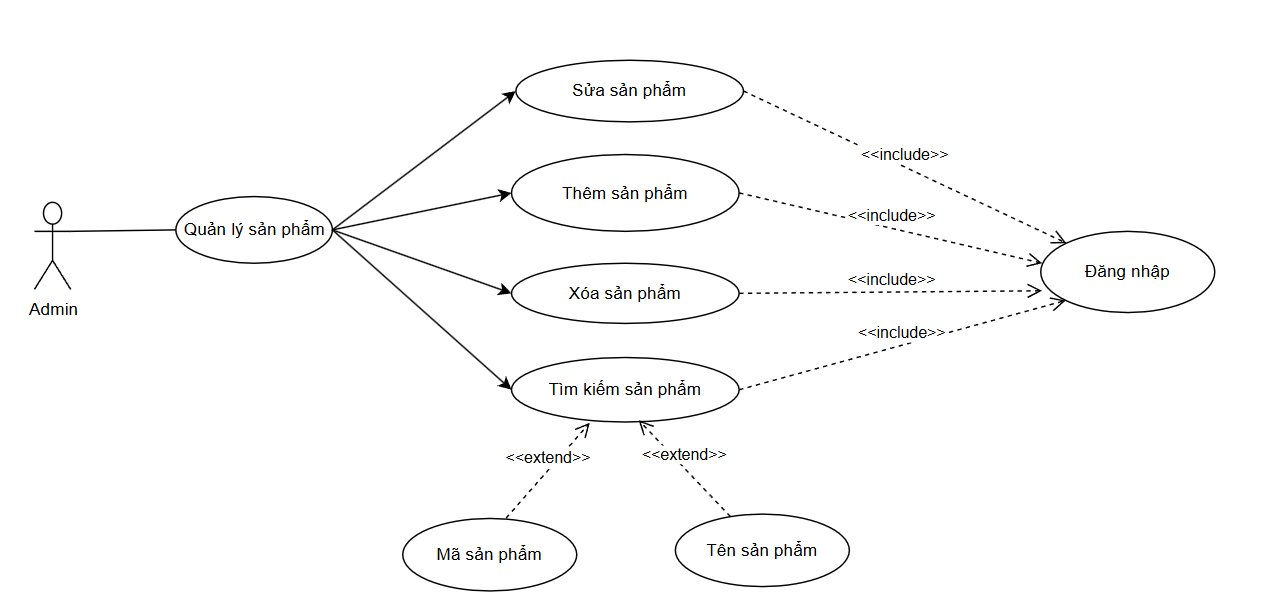 Sửa sản phẩm
<<include>>
Thêm sản phẩm
<<include>>
Quản lý sản phẩm
Đăng nhập
<<include>>
Xóa sản phẩm
Admin
<<include>>
Tìm kiếm sản phẩm
<<extend>>
<<extend>>
Mã sản phẩm
Tên sản phẩm